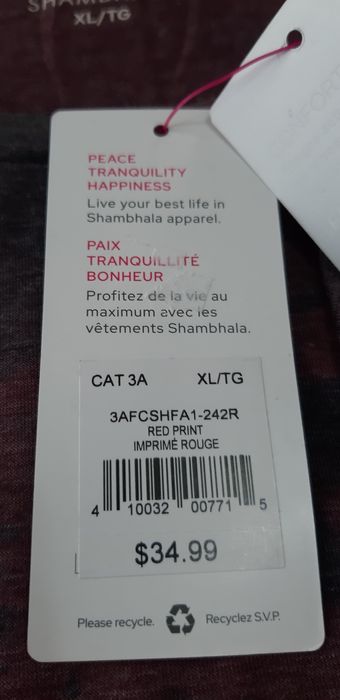 XL/TG
PEACE
TRANQUILITY
HAPPINESS
Live your best life in
Shambhala apparel.
PAIX
TRANQUILLITÉ
BONHEUR
Profitez de la vie au
maximum avec les
vêtements Shambhala.
CAT 3A XL/TG
3AFCSHFA1-242R
RED PRINT
IMPRIMÉ ROUGE
4 10032 00771 5
$34.99
Please recycle. Recyclez S.V.P.